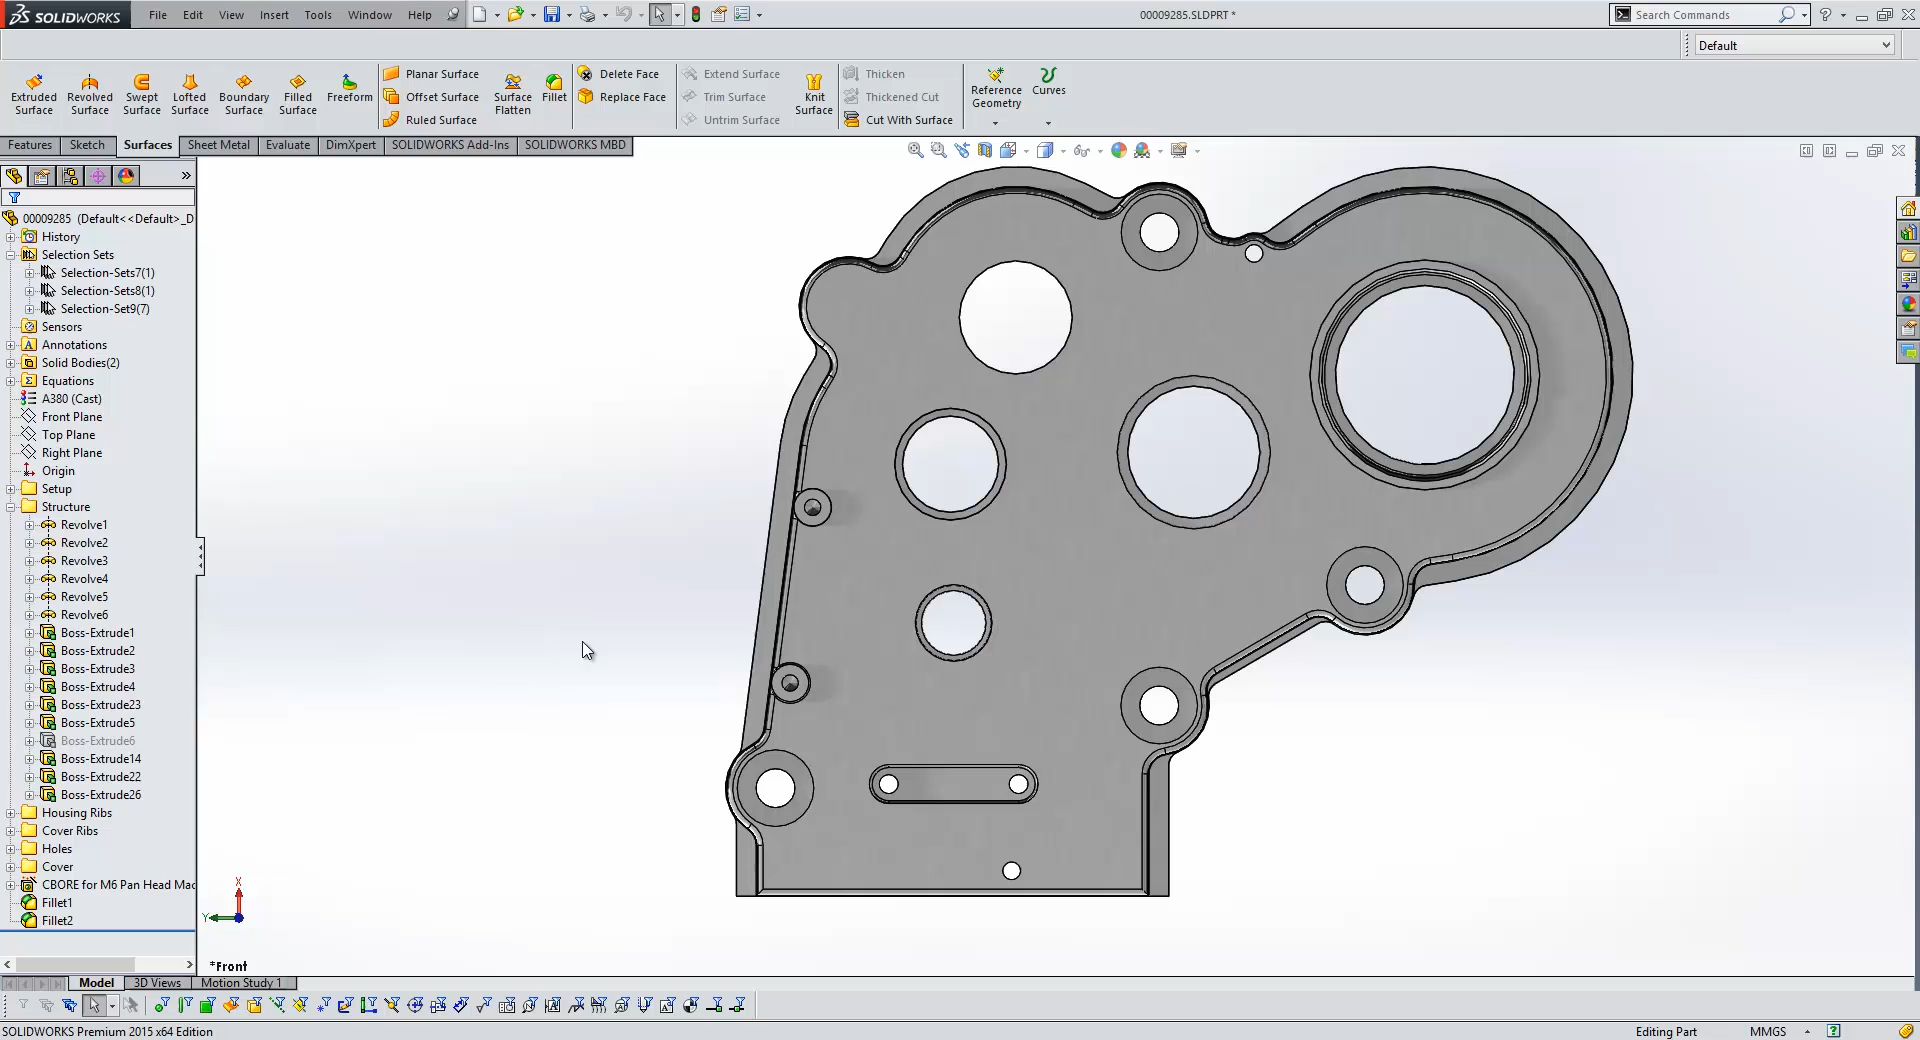 SOLIDWORKS File Edit View Insert Tools Window Help 00009285.SLDPRT * Search Commands
Default
Extruded Surface
Revolved Surface
Swept Surface
Lofted Surface
Boundary Surface
Filled Surface
Freeform
Planar Surface
Offset Surface
Ruled Surface
Surface Flatten
Fillet
Delete Face
Replace Face
Extend Surface
Trim Surface
Untrim Surface
Knit Surface
Thicken
Thickened Cut
Cut With Surface
Reference Geometry
Curves
Features Sketch Surfaces Sheet Metal Evaluate DimXpert SOLIDWORKS Add-Ins SOLIDWORKS MBD
00009285 (Default<<Default>_D
History
Selection Sets
Selection-Sets7(1)
Selection-Sets8(1)
Selection-Set9(7)
Sensors
Annotations
Solid Bodies(2)
Equations
A380 (Cast)
Front Plane
Top Plane
Right Plane
Origin
Setup
Structure
Revolve1
Revolve2
Revolve3
Revolve4
Revolve5
Revolve6
Boss-Extrude1
Boss-Extrude2
Boss-Extrude3
Boss-Extrude4
Boss-Extrude23
Boss-Extrude5
Boss-Extrude6
Boss-Extrude14
Boss-Extrude22
Boss-Extrude26
Housing Ribs
Cover Ribs
Holes
Cover
CBORE for M6 Pan Head Mac
Fillet1
Fillet2
X
Y
*Front
Model 3D Views Motion Study 1
SOLIDWORKS Premium 2015 x64 Edition Editing Part MMGS